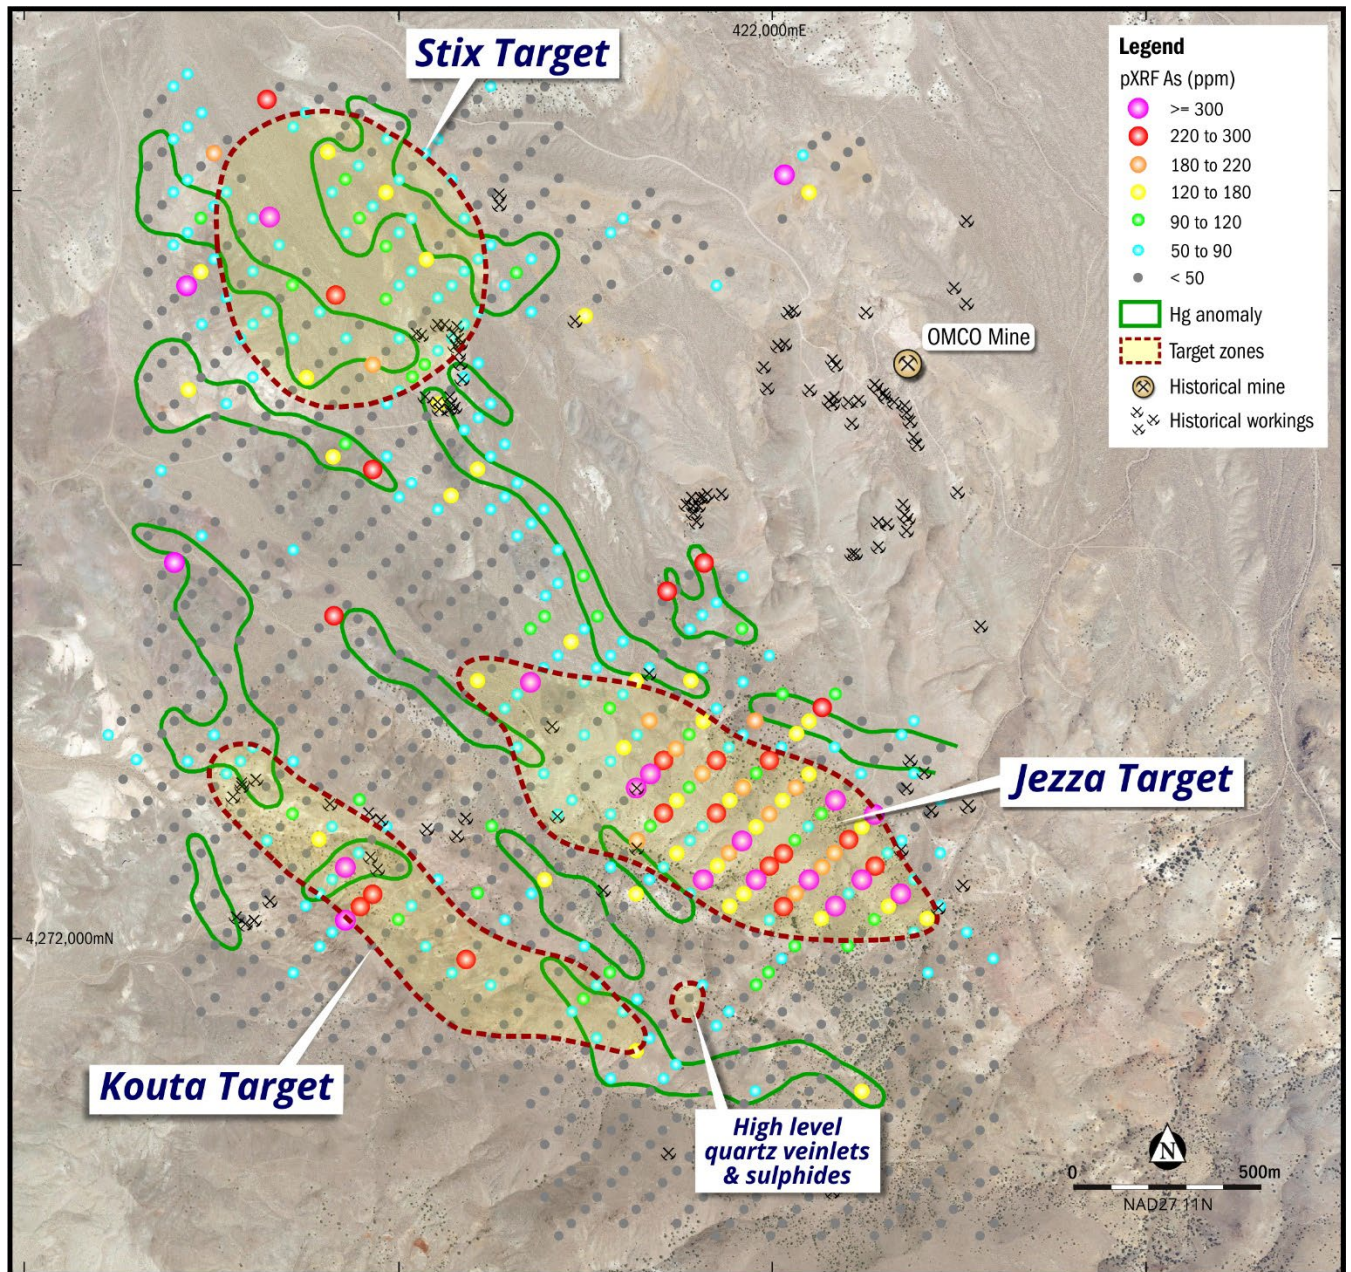 422,000mE
Stix Target
Legend
pXRF As (ppm)
>= 300
220 to 300
180 to 220
120 to 180
90 to 120
50 to 90
< 50
Hg anomaly
Target zones
Historical mine
Historical workings
OMCO Mine
Jezza Target
4,272,000mN
Kouta Target
High level
quartz veinlets
& sulphides
N
0 500m
NAD27 11N